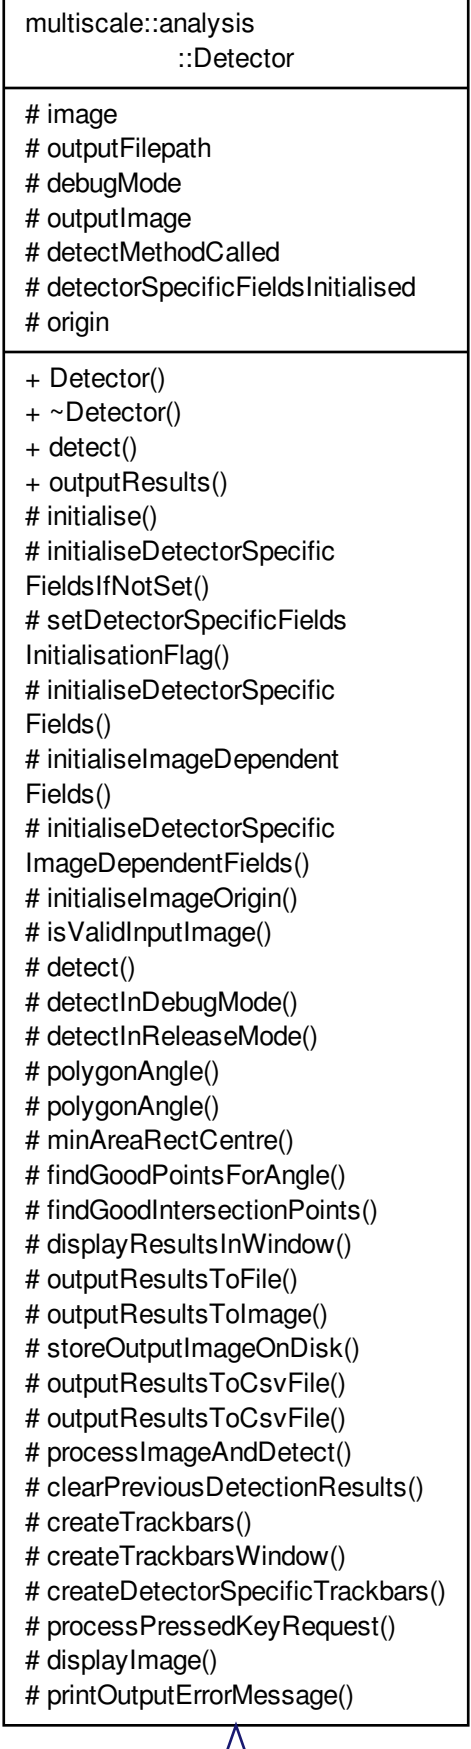 multiscale::analysis
::Detector
# image
# outputFilepath
# debugMode
# outputImage
# detectMethodCalled
# detectorSpecificFieldsInitialised
# origin
+ Detector()
+ ~Detector()
+ detect()
+ outputResults()
# initialise()
# initialiseDetectorSpecific
FieldsIfNotSet()
# setDetectorSpecificFields
InitialisationFlag()
# initialiseDetectorSpecific
Fields()
# initialiseImageDependent
Fields()
# initialiseDetectorSpecific
ImageDependentFields()
# initialiseImageOrigin()
# isValidInputImage()
# detect()
# detectInDebugMode()
# detectInReleaseMode()
# polygonAngle()
# polygonAngle()
# minAreaRectCentre()
# findGoodPointsForAngle()
# findGoodIntersectionPoints()
# displayResultsInWindow()
# outputResultsToFile()
# outputResultsToImage()
# storeOutputImageOnDisk()
# outputResultsToCsvFile()
# outputResultsToCsvFile()
# processImageAndDetect()
# clearPreviousDetectionResults()
# createTrackbars()
# createTrackbarsWindow()
# createDetectorSpecificTrackbars()
# processPressedKeyRequest()
# displayImage()
# printOutputErrorMessage()